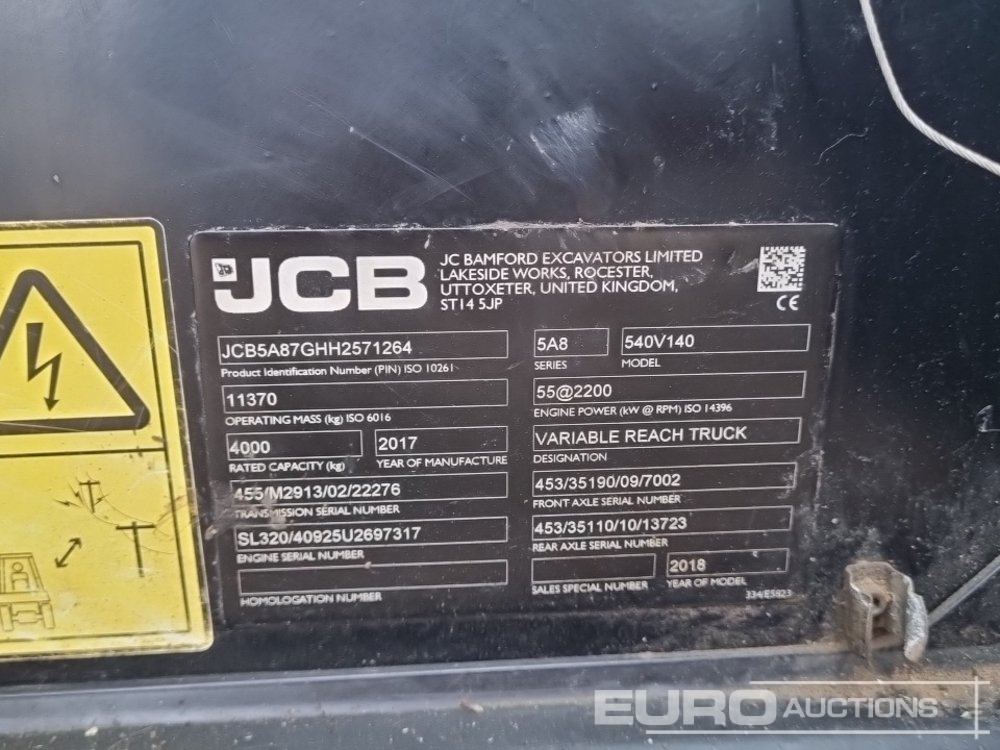 JCB
JC BAMFORD EXCAVATORS LIMITED
LAKESIDE WORKS, ROCESTER,
UTTOXETER, UNITED KINGDOM,
ST14 5JP
CE
JCB5A87GHH2571264
Product Identification Number (PIN) ISO 10261
5A8
SERIES
540V140
MODEL
11370
OPERATING MASS (kg) ISO 6016
55@2200
ENGINE POWER (kW @ RPM) ISO 14396
4000
RATED CAPACITY (kg)
2017
YEAR OF MANUFACTURE
VARIABLE REACH TRUCK
DESIGNATION
455/M2913/02/22276
TRANSMISSION SERIAL NUMBER
453/35190/09/7002
FRONT AXLE SERIAL NUMBER
SL320/40925U2697317
ENGINE SERIAL NUMBER
453/35110/10/13723
REAR AXLE SERIAL NUMBER
HOMOLOGATION NUMBER
SALES SPECIAL NUMBER
2018
YEAR OF MODEL
334/E5823
EURO AUCTIONS